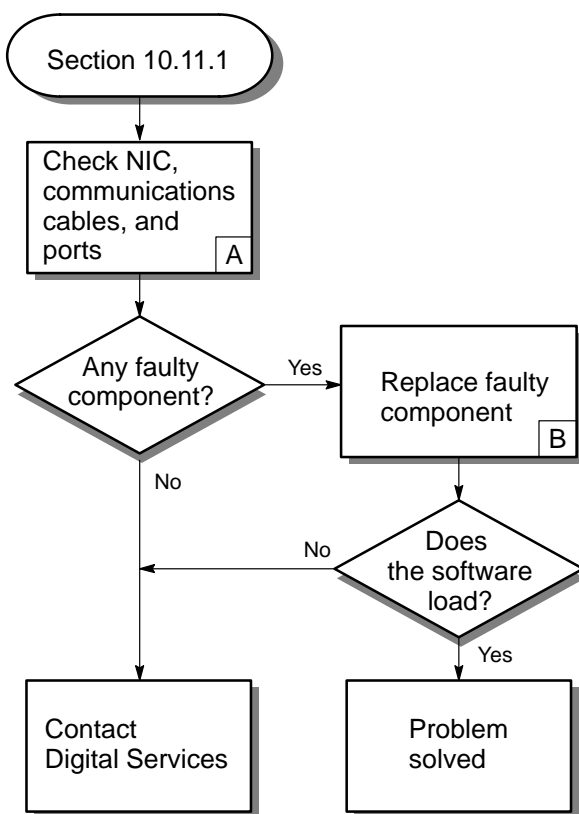 Section 10.11.1
Check NIC,
communications
cables, and
ports
A
Any faulty
component?
Yes
Replace faulty
component
B
No
Does
the software
load?
No
Yes
Contact
Digital Services
Problem
solved